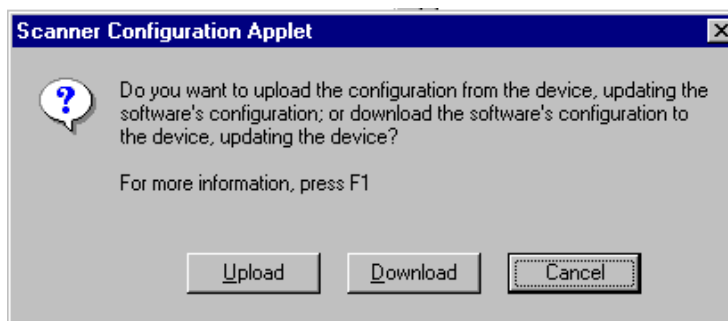 Scanner Configuration Applet
Do you want to upload the configuration from the device, updating the
software's configuration; or download the software's configuration to
the device, updating the device?
For more information, press F1
Upload Download Cancel